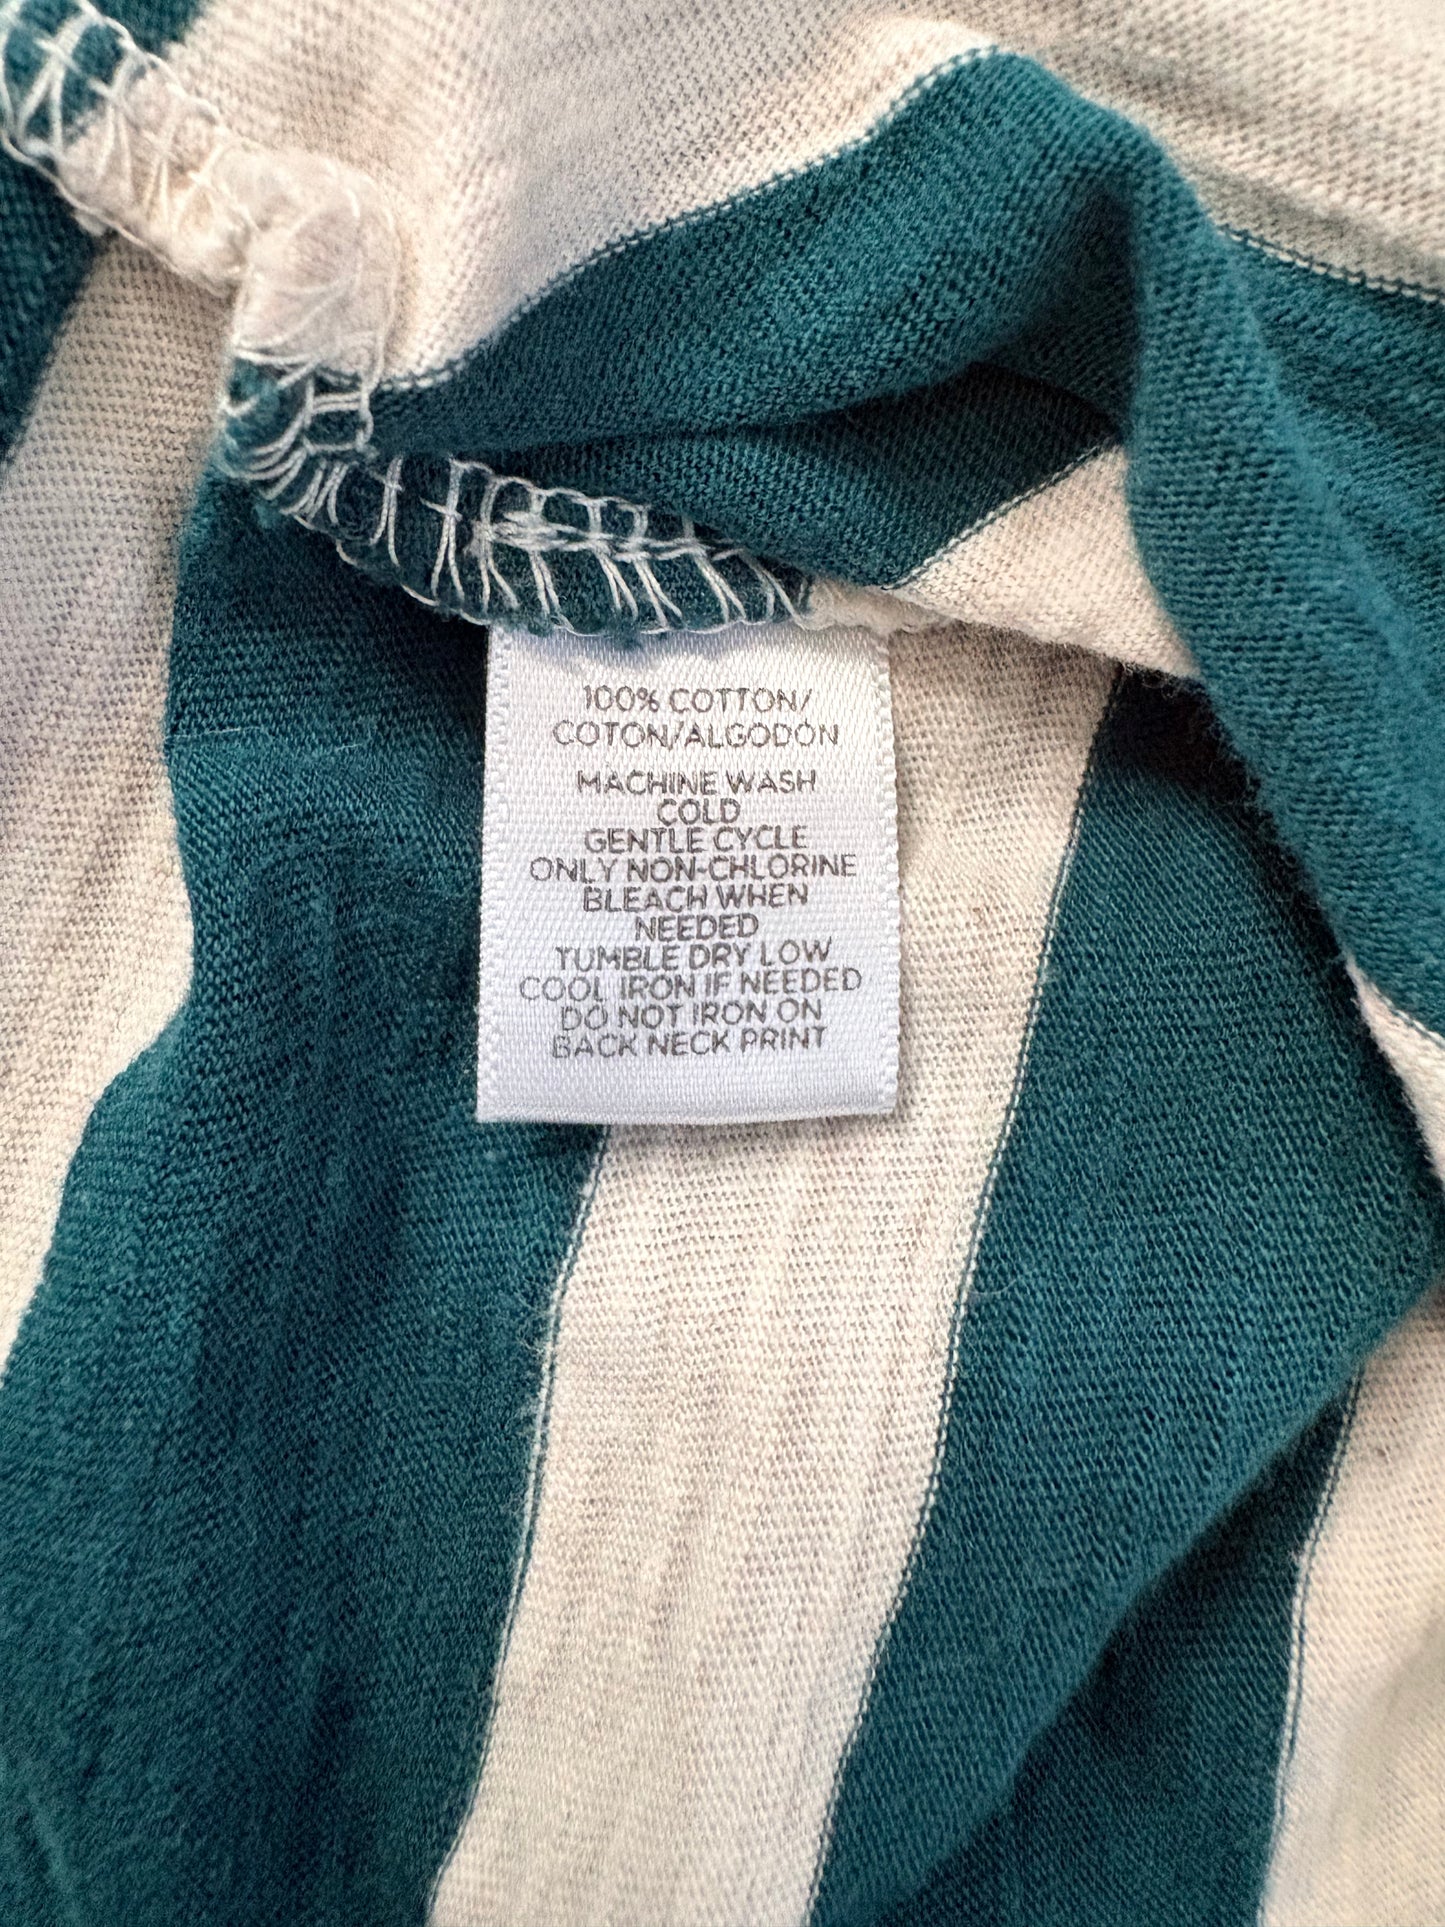 100% COTTON/
COTON/ALGODÓN
MACHINE WASH
COLD
GENTLE CYCLE
ONLY NON-CHLORINE
BLEACH WHEN
NEEDED
TUMBLE DRY LOW
COOL IRON IF NEEDED
DO NOT IRON ON
BACK NECK PRINT